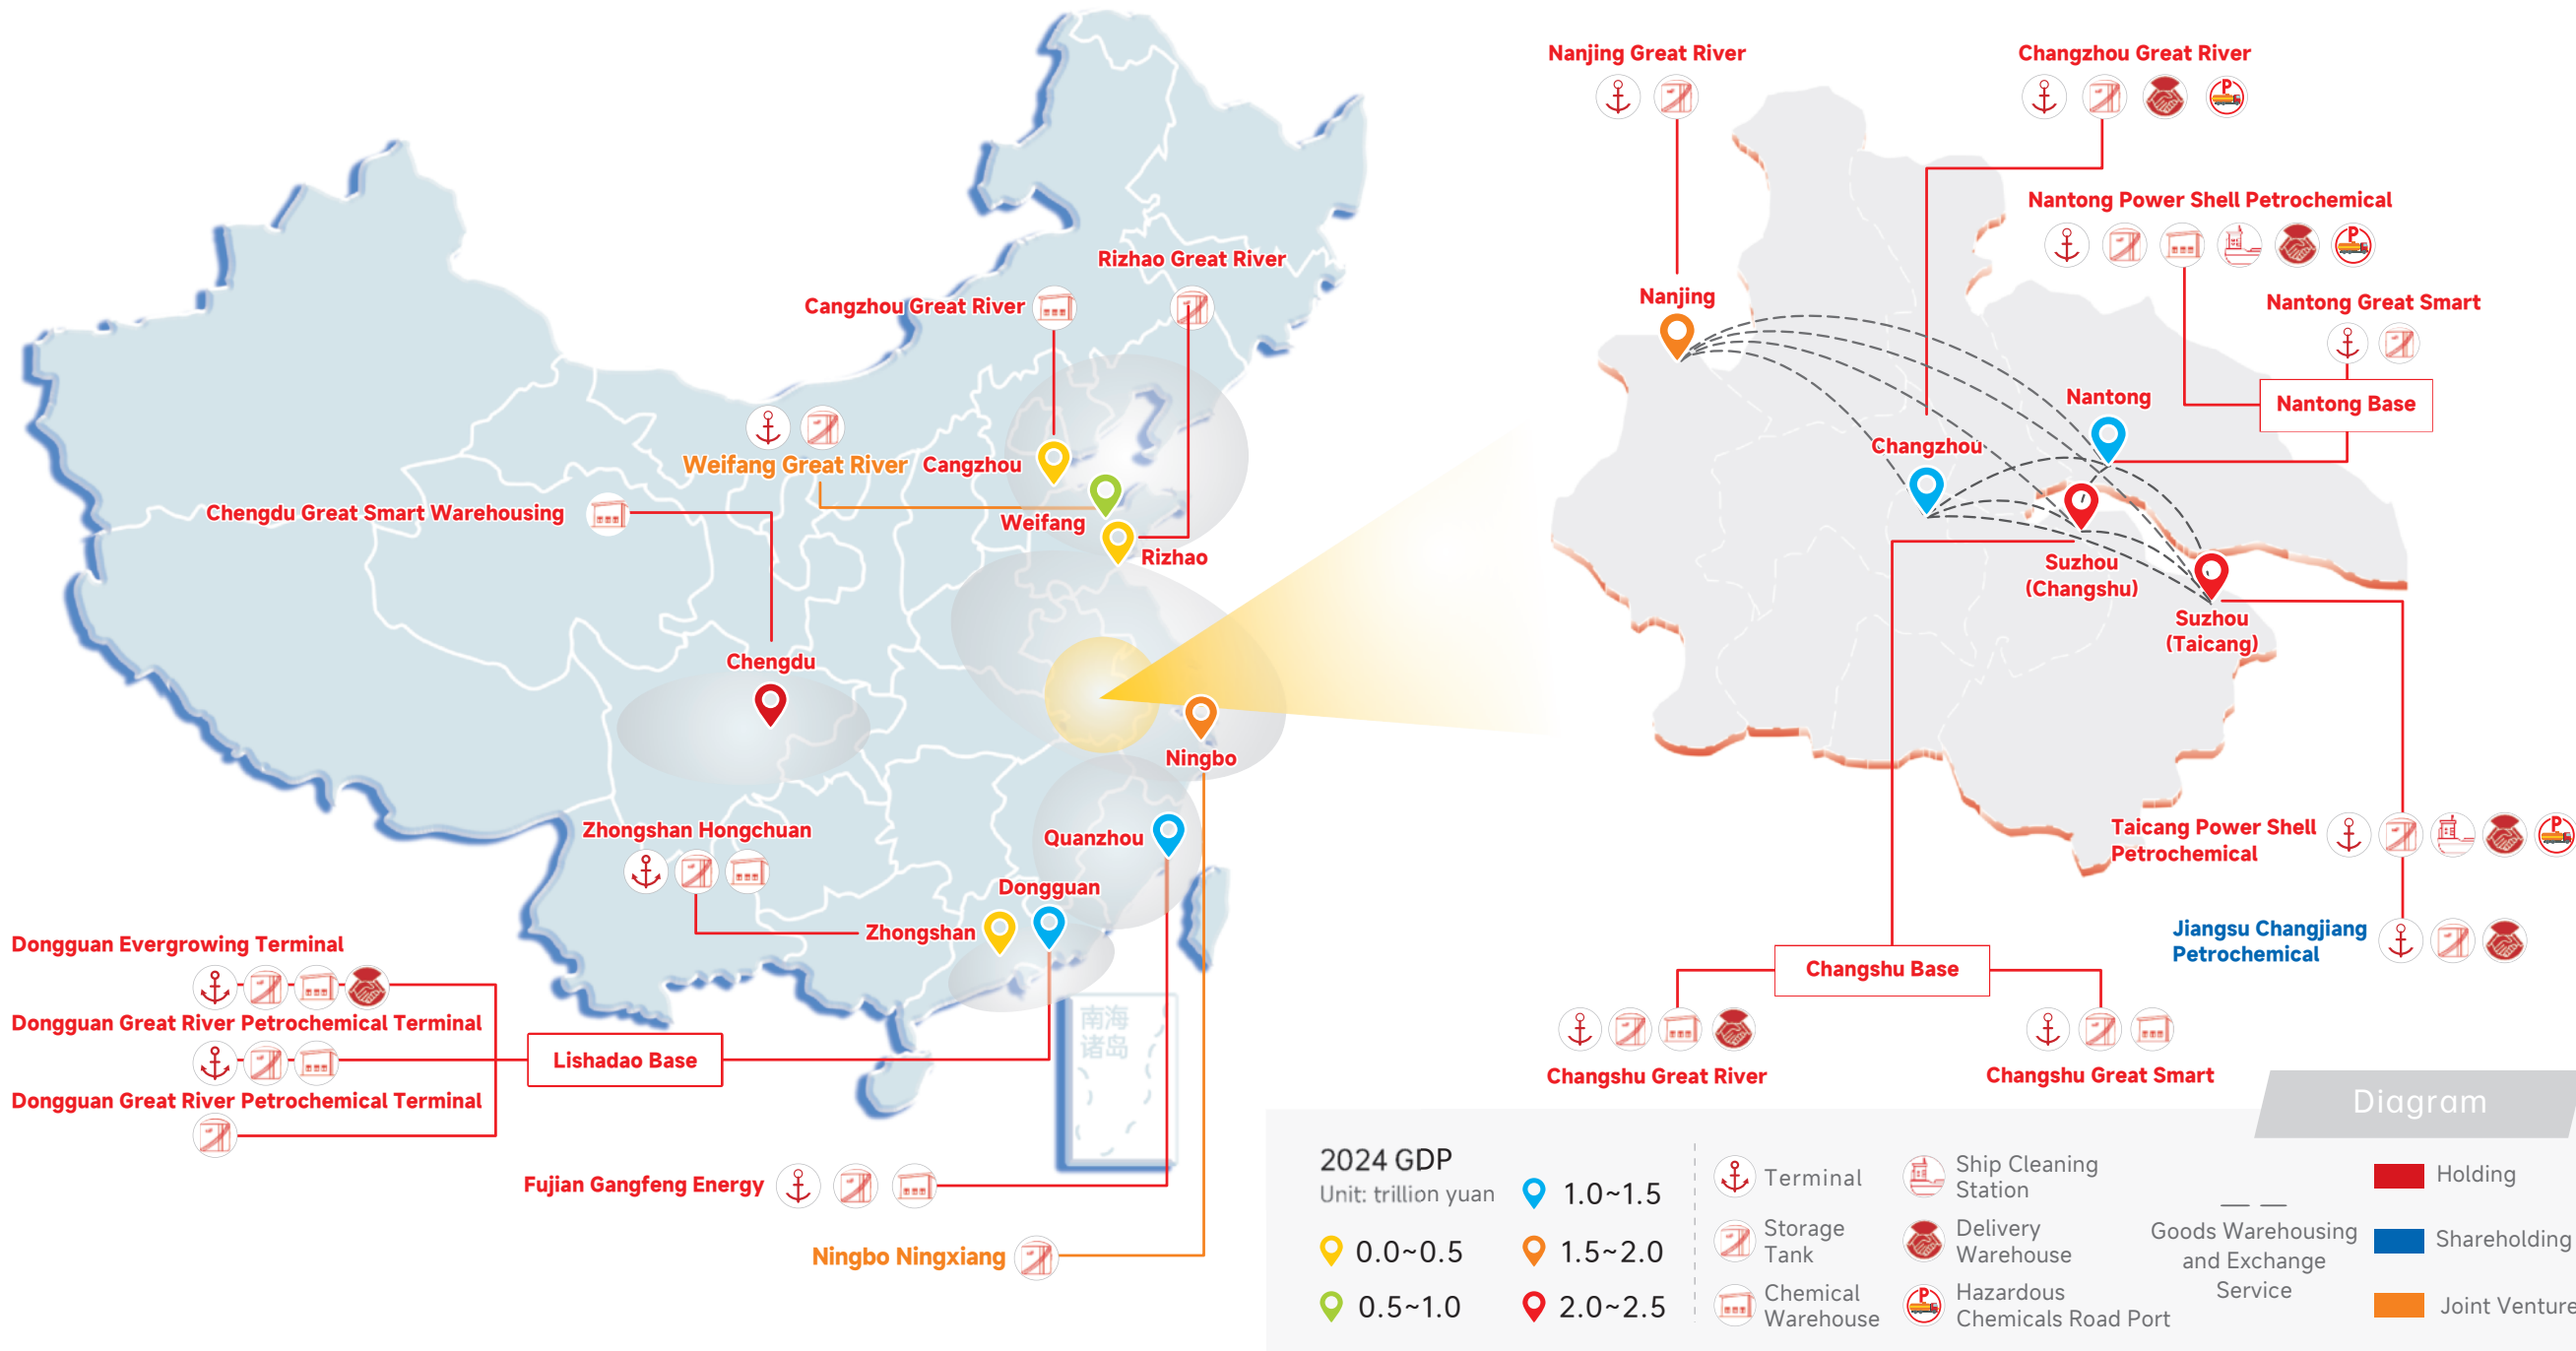 Nanjing Great River
Changzhou Great River
Nantong Power Shell Petrochemical
Rizhao Great River
Cangzhou Great River
Nanjing
Nantong Great Smart
Nantong
Nantong Base
Changzhou
Weifang Great River
Cangzhou
Chengdu Great Smart Warehousing
Weifang
Rizhao
Suzhou
(Changshu)
Suzhou
(Taicang)
Chengdu
Ningbo
Zhongshan Hongchuan
Quanzhou
Taicang Power Shell
Petrochemical
Dongguan
Zhongshan
Jiangsu Changjiang
Petrochemical
Dongguan Evergrowing Terminal
Changshu Base
Dongguan Great River Petrochemical Terminal
南海
诸岛
Lishadao Base
Changshu Great River
Changshu Great Smart
Dongguan Great River Petrochemical Terminal
Fujian Gangfeng Energy
Ningbo Ningxiang
Diagram
2024 GDP
Unit: trillion yuan
1.0~1.5
0.0~0.5
1.5~2.0
0.5~1.0
2.0~2.5
Terminal
Storage
Tank
Chemical
Warehouse
Ship Cleaning
Station
Delivery
Warehouse
Hazardous
Chemicals Road Port
Goods Warehousing
and Exchange
Service
Holding
Shareholding
Joint Venture
P
P
P
P